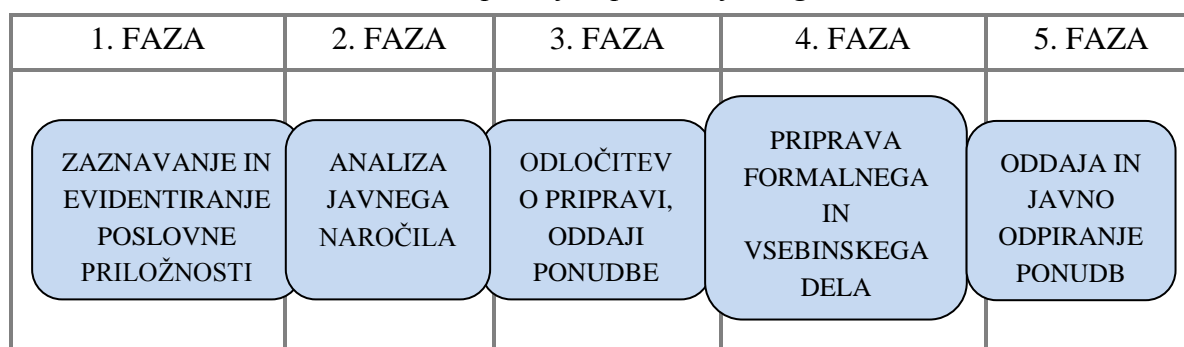 1. FAZA
2. FAZA
3. FAZA
4. FAZA
5. FAZA
ZAZNAVANJE IN
EVIDENTIRANJE
POSLOVNE
PRILOŽNOSTI
ANALIZA
JAVNEGA
NAROČILA
ODLOČITEV
O PRIPRAVI,
ODDAJI
PONUDBE
PRIPRAVA
FORMALNEGA
IN
VSEBINSKEGA
DELA
ODDAJA IN
JAVNO
ODPIRANJE
PONUDB